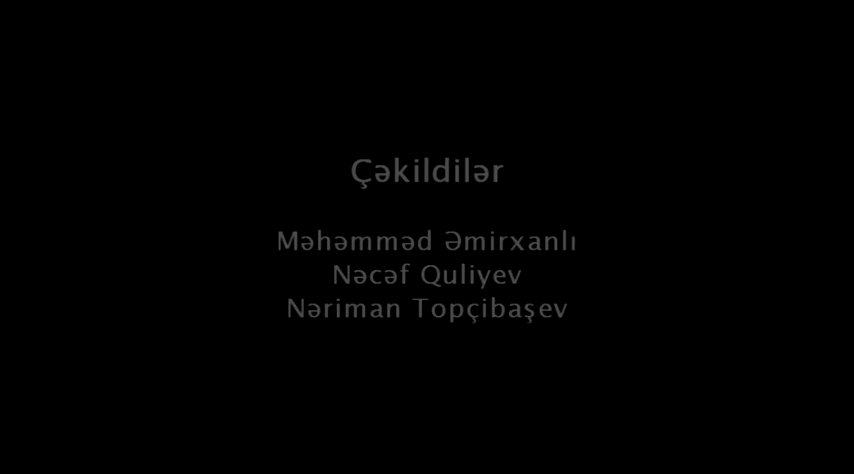 Çəkildilər
Məhəmməd Əmirxanlı
Nəcəf Quliyev
Nəriman Topçibaşev